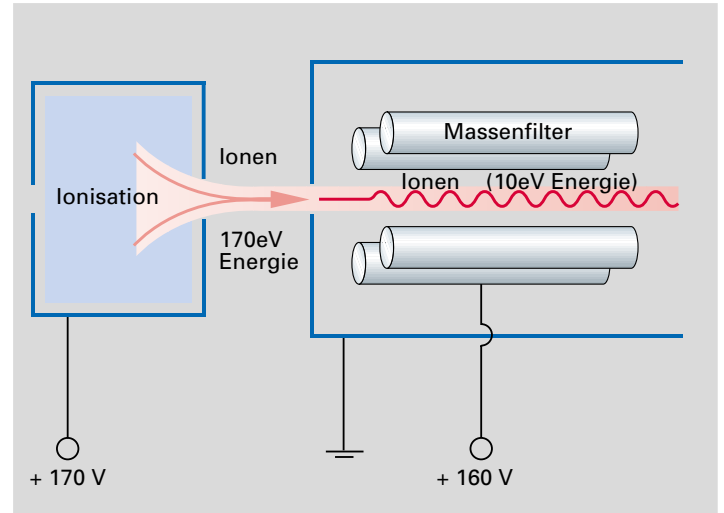 Massenfilter
Ionen
Ionen (10eV Energie)
Ionisation
170eV
Energie
+ 170 V
+ 160 V